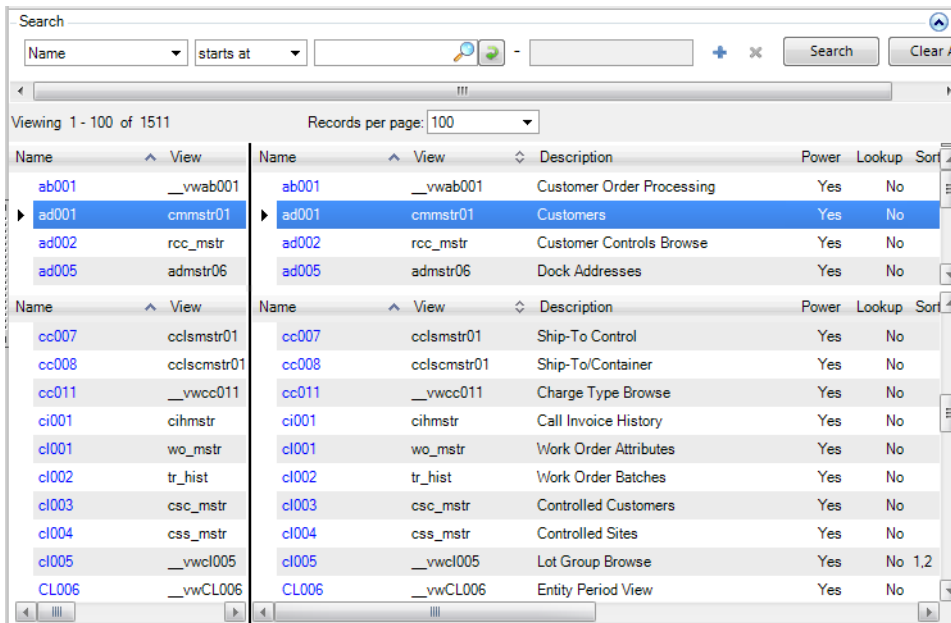 Search
Name starts at - Search Clear A
Viewing 1 - 100 of 1511 Records per page: 100
Name View Name View Description Power Lookup Sort
ab001 __vwab001 ab001 __vwab001 Customer Order Processing Yes No
ad001 cmmstr01 ad001 cmmstr01 Customers Yes No
ad002 rcc_mstr ad002 rcc_mstr Customer Controls Browse Yes No
ad005 admstr06 ad005 admstr06 Dock Addresses Yes No
Name View Name View Description Power Lookup Sort
cc007 cclsmstr01 cc007 cclsmstr01 Ship-To Control Yes No
cc008 cclscmstr01 cc008 cclscmstr01 Ship-To/Container Yes No
cc011 __vwcc011 cc011 __vwcc011 Charge Type Browse Yes No
ci001 cihmstr ci001 cihmstr Call Invoice History Yes No
cl001 wo_mstr cl001 wo_mstr Work Order Attributes Yes No
cl002 tr_hist cl002 tr_hist Work Order Batches Yes No
cl003 csc_mstr cl003 csc_mstr Controlled Customers Yes No
cl004 css_mstr cl004 css_mstr Controlled Sites Yes No
cl005 __vwcl005 cl005 __vwcl005 Lot Group Browse Yes No 1,2
CL006 __vwCL006 CL006 __vwCL006 Entity Period View Yes No